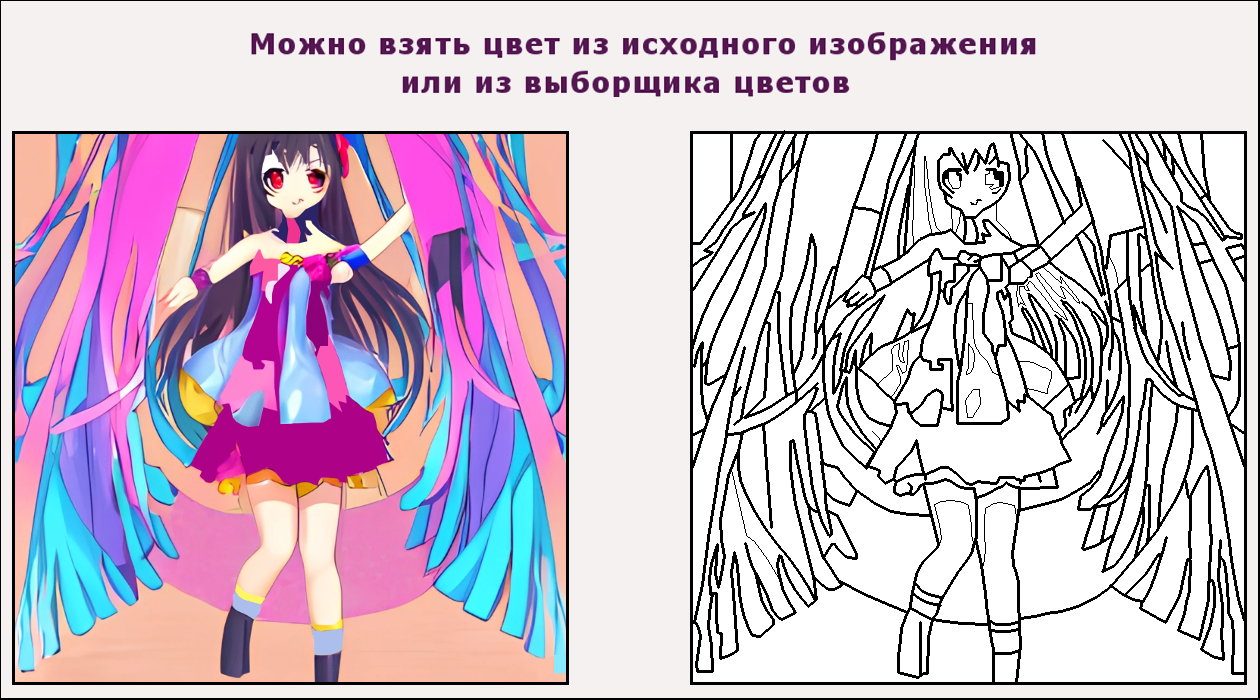 Можно взять цвет из исходного изображения
или из выборщика цветов